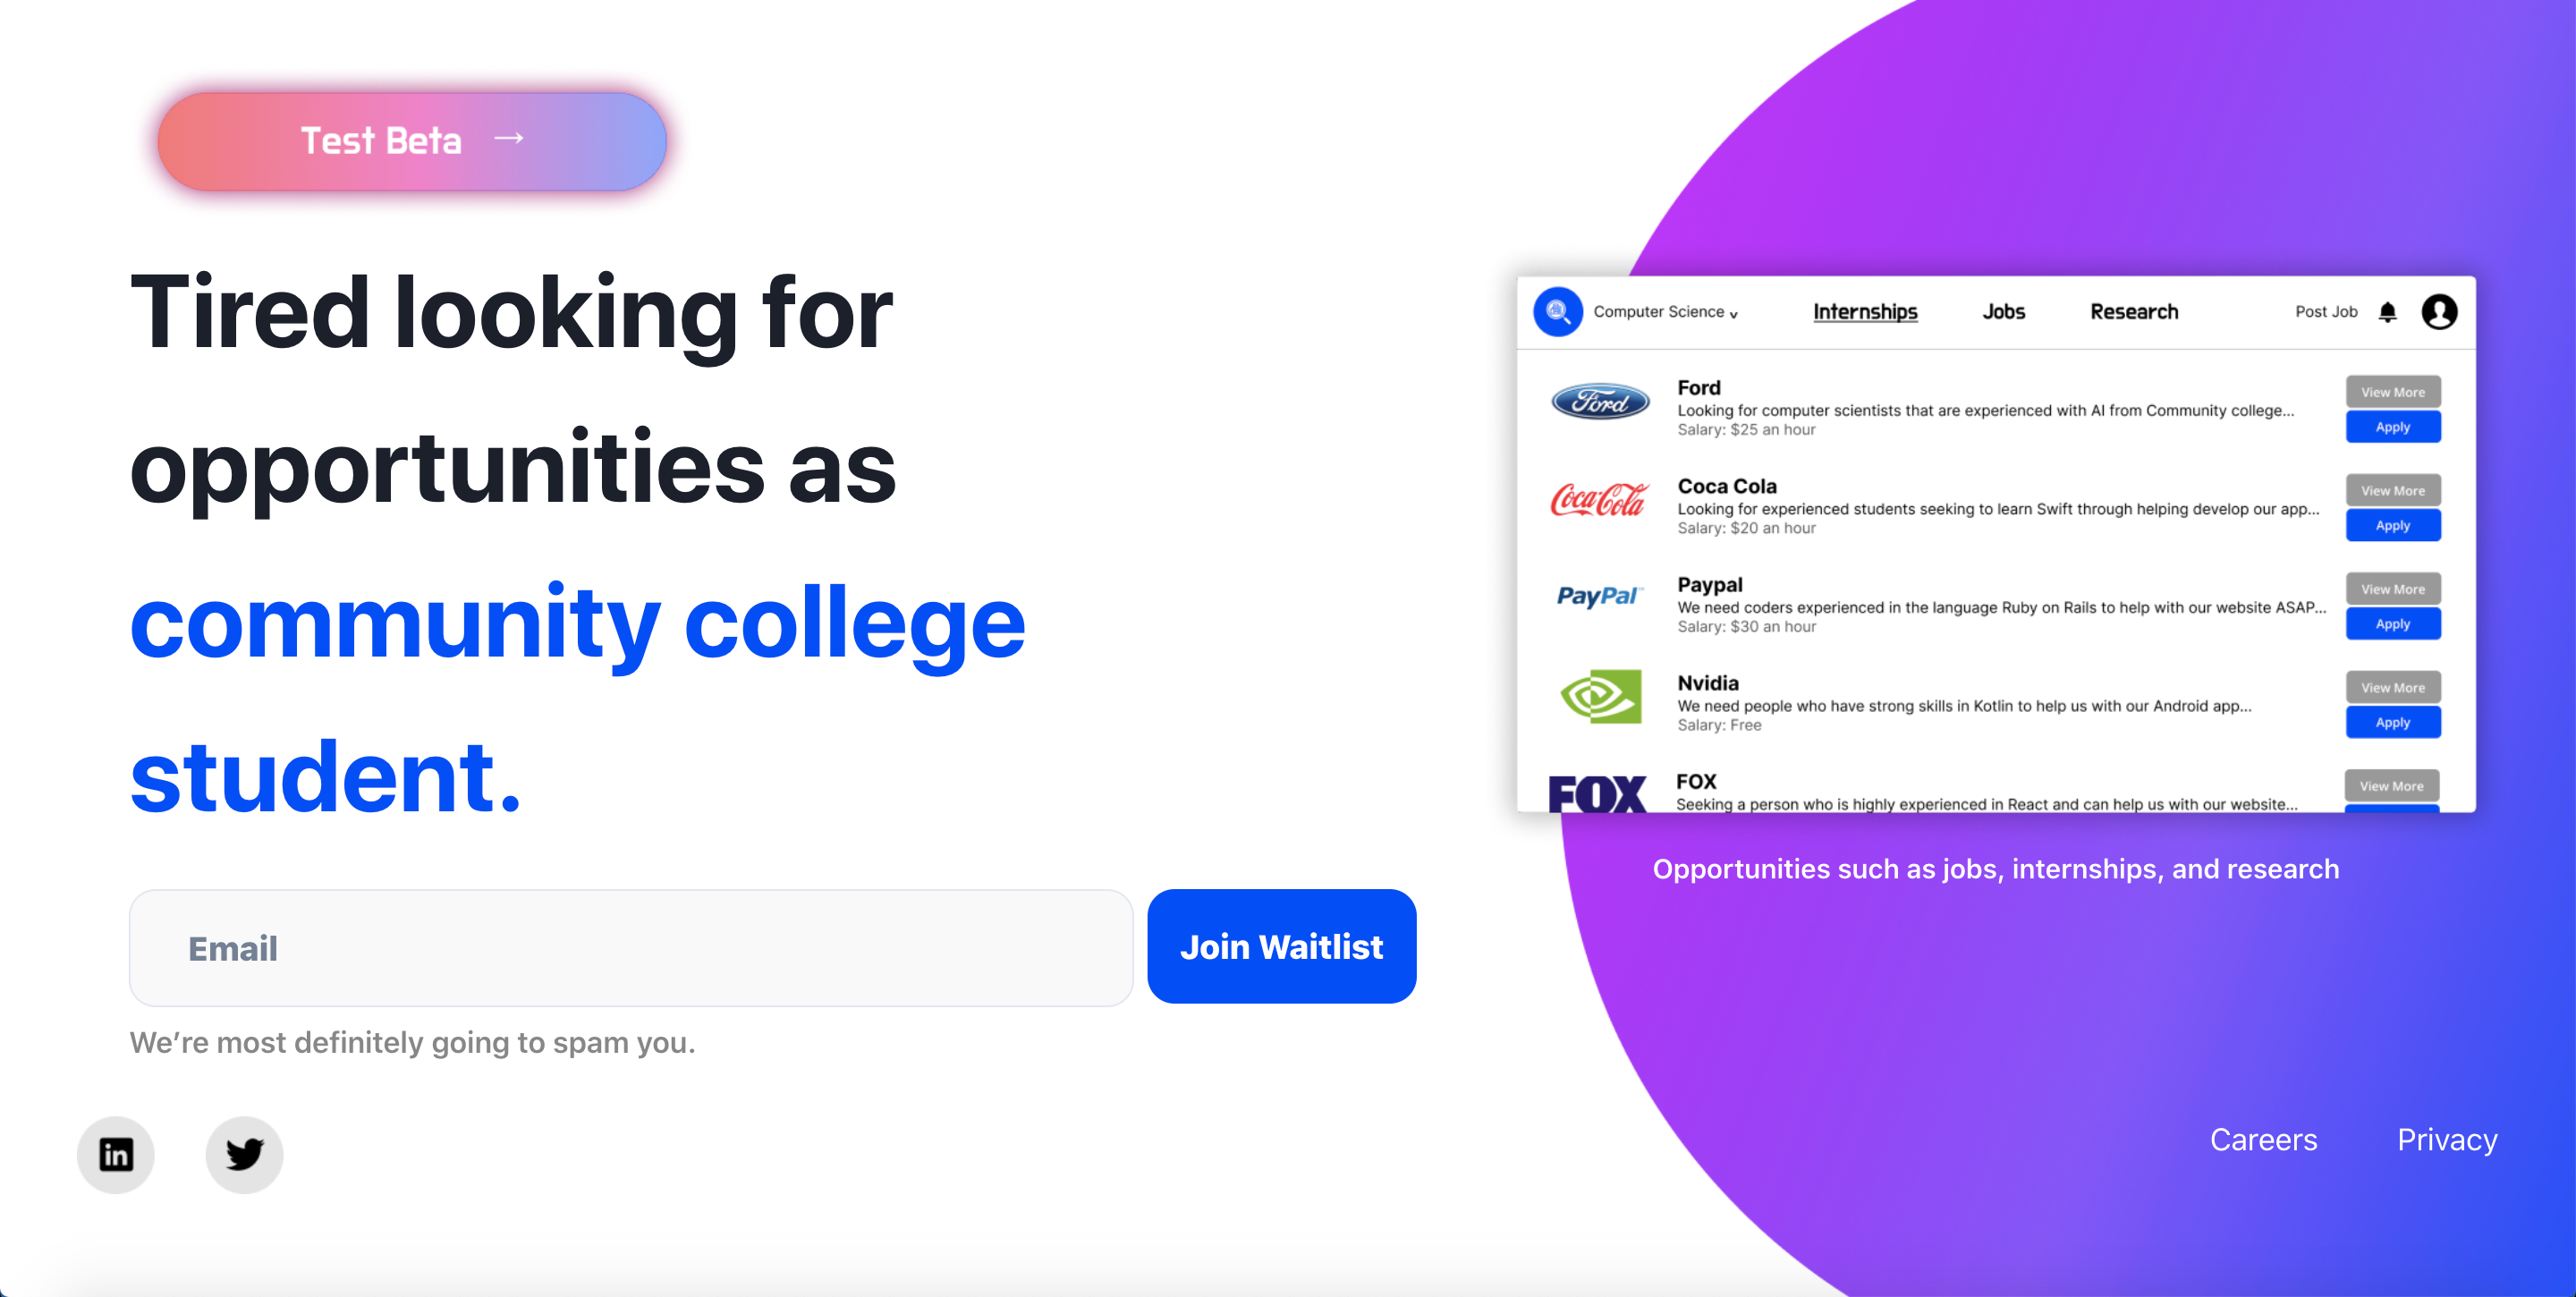 Test Beta →
Tired looking for
opportunities as
community college
student.
Email
Join Waitlist
We're most definitely going to spam you.
in
Computer Science v
Internships
Jobs
Research
Post Job
Ford
Ford
Looking for computer scientists that are experienced with AI from Community college...
Salary: $25 an hour
View More
Apply
Coca-Cola
Coca Cola
Looking for experienced students seeking to learn Swift through helping develop our app...
Salary: $20 an hour
View More
Apply
PayPal™
Paypal
We need coders experienced in the language Ruby on Rails to help with our website ASAP...
Salary: $30 an hour
View More
Apply
Nvidia
We need people who have strong skills in Kotlin to help us with our Android app...
Salary: Free
View More
Apply
FOX
FOX
Seeking a person who is highly experienced in React and can help us with our website...
View More
Opportunities such as jobs, internships, and research
Careers
Privacy